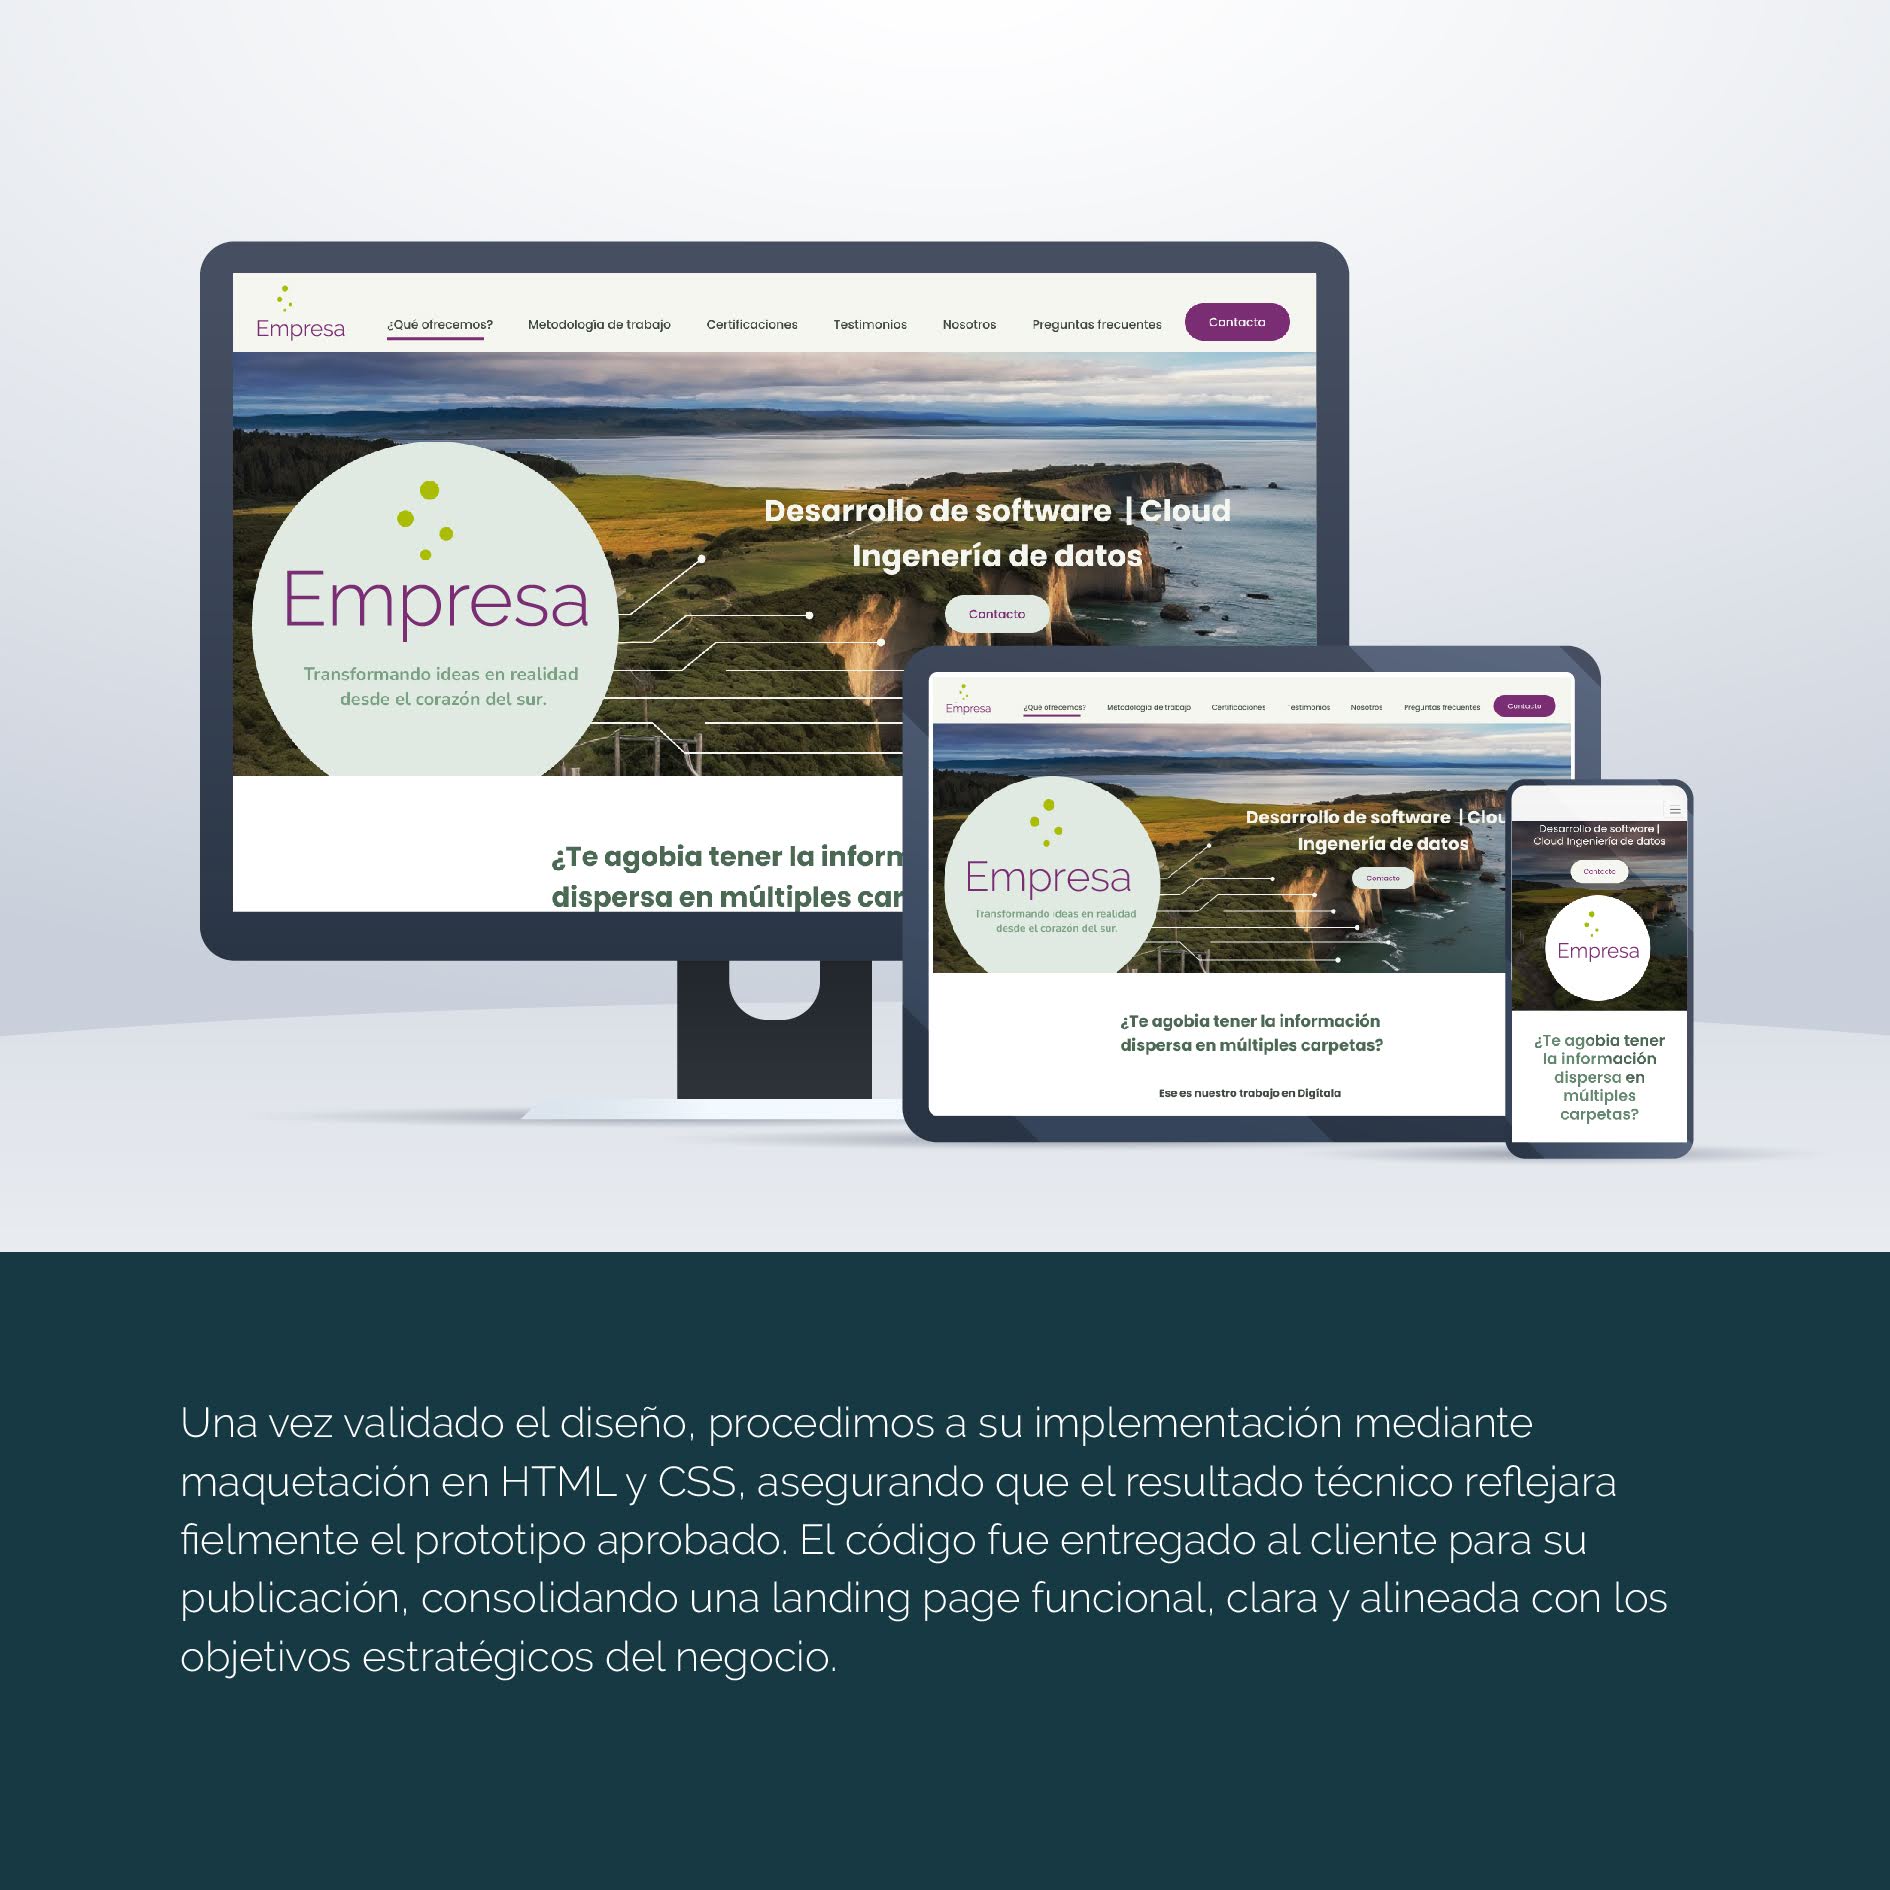 Empresa
¿Qué ofrecemos? Metodología de trabajo Certificaciones Testimonios Nosotros Preguntas frecuentes Contacto
Desarrollo de software | Cloud
Ingenería de datos
Contacto
Empresa
Transformando ideas en realidad
desde el corazón del sur.
¿Te agobia tener la inform
dispersa en múltiples car
Empresa
¿Qué ofrecemos? Metodología de trabajo Certificaciones Testimonios Nosotros Preguntas frecuentes Contacto
Desarrollo de software | Clou
Ingenería de datos
Contacto
Empresa
Transformando ideas en realidad
desde el corazón del sur.
¿Te agobia tener la información
dispersa en múltiples carpetas?
Ese es nuestro trabajo en Digítala
Desarrollo de software |
Cloud Ingeniería de datos
Contacto
Empresa
¿Te agobia tener
la información
dispersa en
múltiples
carpetas?
Una vez validado el diseño, procedimos a su implementación mediante
maquetación en HTML y CSS, asegurando que el resultado técnico reflejara
fielmente el prototipo aprobado. El código fue entregado al cliente para su
publicación, consolidando una landing page funcional, clara y alineada con los
objetivos estratégicos del negocio.